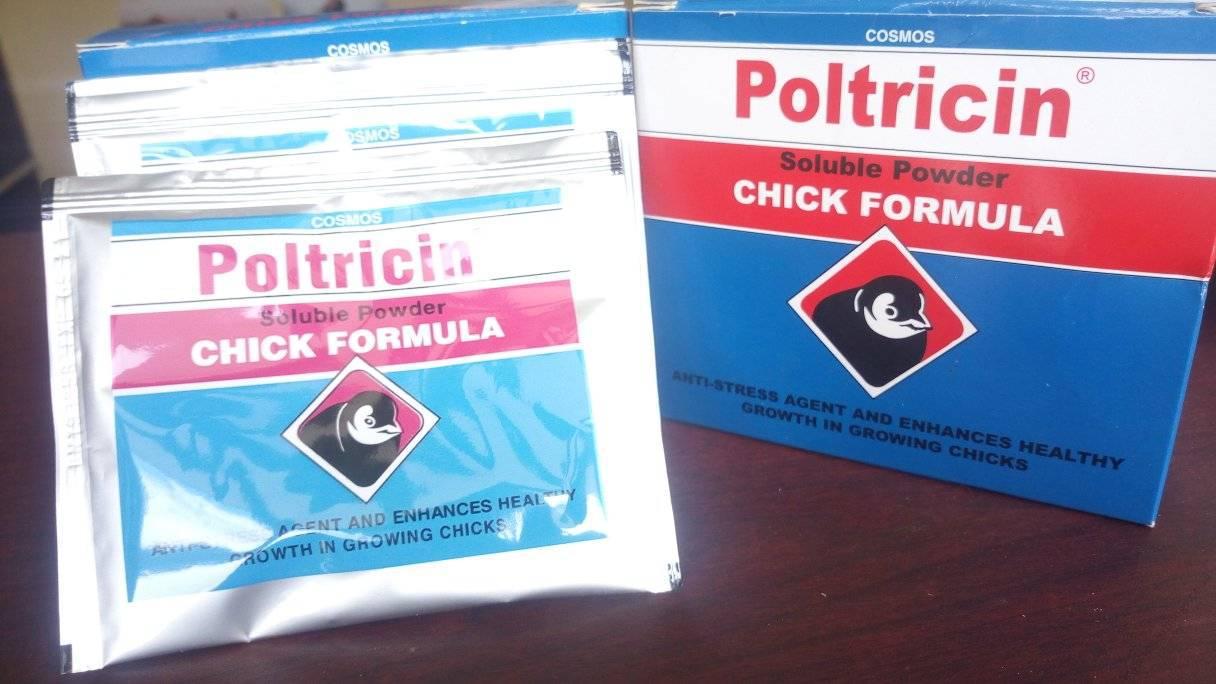 COSMOS
COSMOS
COSMOS
Poltricin
Soluble Powder
CHICK FORMULA
AGENT AND ENHANCES HEALTHY
GROWTH IN GROWING CHICKS
COSMOS
Poltricin®
Soluble Powder
CHICK FORMULA
ANTI-STRESS AGENT AND ENHANCES HEALTHY
GROWTH IN GROWING CHICKS